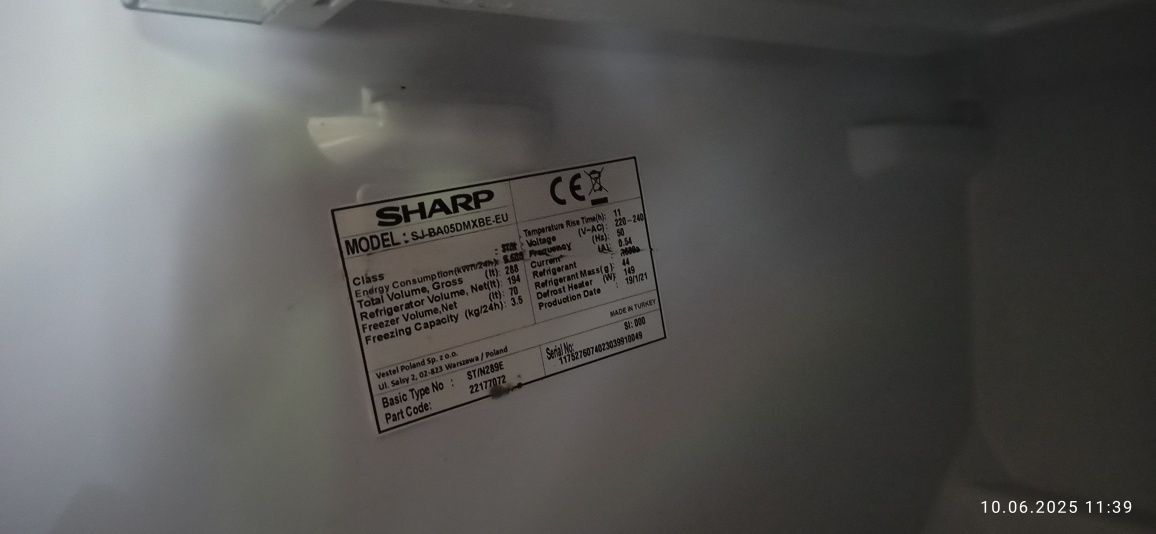 SHARP
CE
MODEL : SJ-BA05DMXBE-EU
Class : ST/N
Energy Consumption(kWh/24h):
Total Volume, Gross (lt): 288
Refrigerator Volume, Net(lt): 194
Freezer Volume,Net (lt): 70
Freezing Capacity (kg/24h): 3.5
Temperature Rise Time(h): 11
Voltage (V~AC): 220-240
Frequency (Hz): 50
Current (A): 0.54
Refrigerant
Refrigerant Mass(g): 44
Defrost Heater (W): 149
Production Date : 19/1/21
MADE IN TURKEY
Vestel Poland Sp. z o.o.
Ul. Salsy 2, 02-823 Warszawa / Poland
Basic Type No : ST/N289E
Part Code: 22177072
SI: 000
Serial No:
1175276074023039910049
10.06.2025 11:39